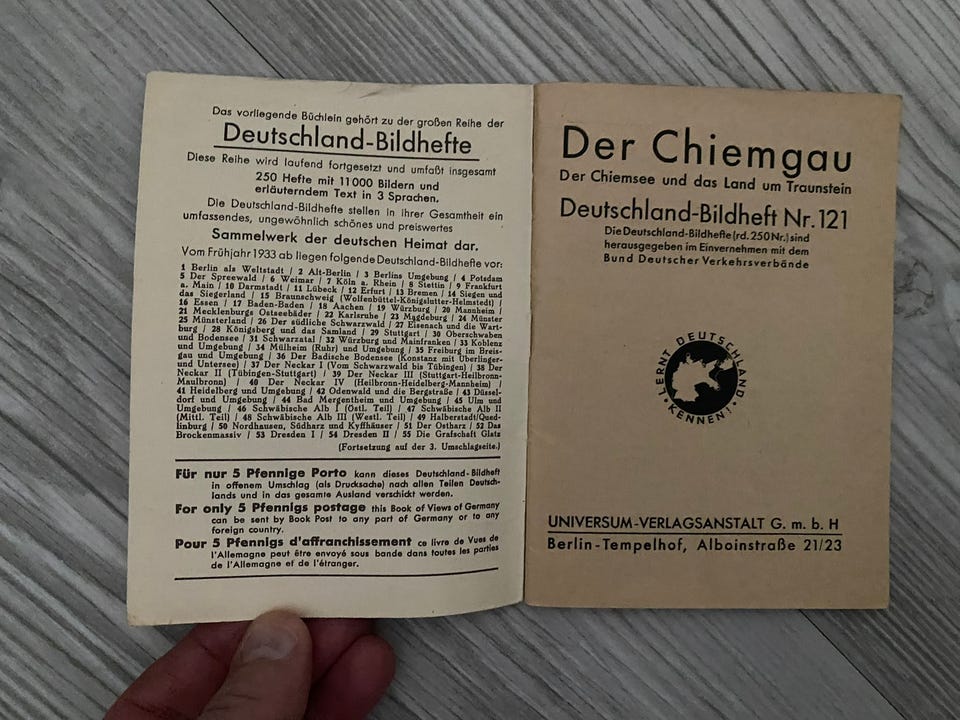 Das vorliegende Büchlein gehört zu der großen Reihe der
Deutschland-Bildhefte
Diese Reihe wird laufend fortgesetzt und umfaßt insgesamt
250 Hefte mit 11000 Bildern und
erläuterndem Text in 3 Sprachen.
Die Deutschland-Bildhefte stellen in ihrer Gesamtheit ein
umfassendes, ungewöhnlich schönes und preiswertes
Sammelwerk der deutschen Heimat dar.
Vom Frühjahr 1933 ab liegen folgende Deutschland-Bildhefte vor:
1 Berlin als Weltstadt / 2 Alt-Berlin / 3 Berlins Umgebung / 4 Potsdam
5 Der Spreewald / 6 Weimar / 7 Köln a. Rhein / 8 Stettin / 9 Frankfurt
a. Main / 10 Darmstadt / 11 Lübeck / 12 Erfurt / 13 Bremen / 14 Siegen und
das Siegerland / 15 Braunschweig (Wolfenbüttel-Königslutter-Helmstedt) /
16 Essen / 17 Baden-Baden / 18 Aachen / 19 Würzburg / 20 Mannheim /
21 Mecklenburgs Ostseebäder / 22 Karlsruhe / 23 Magdeburg / 24 Münster
25 Münsterland / 26 Der südliche Schwarzwald / 27 Eisenach und die Wart-
burg / 28 Königsberg und das Samland / 29 Stuttgart / 30 Oberschwaben
und Bodensee / 31 Schwarzatal / 32 Würzburg und Mainfranken / 33 Koblenz
und Umgebung / 34 Mülheim (Ruhr) und Umgebung / 35 Freiburg im Breis-
gau und Umgebung / 36 Der Badische Bodensee (Konstanz mit Überlinger-
und Untersee) / 37 Der Neckar I (Vom Schwarzwald bis Tübingen) / 38 Der
Neckar II (Tübingen-Stuttgart) / 39 Der Neckar III (Stuttgart-Heilbronn-
Maulbronn) / 40 Der Neckar IV (Heilbronn-Heidelberg-Mannheim) /
41 Heidelberg und Umgebung / 42 Odenwald und die Bergstraße / 43 Düssel-
dorf und Umgebung / 44 Bad Mergentheim und Umgebung / 45 Ulm und
Umgebung / 46 Schwäbische Alb I (Östl. Teil) / 47 Schwäbische Alb II
(Mittl. Teil) / 48 Schwäbische Alb III (Westl. Teil) / 49 Halberstadt/Qued-
linburg / 50 Nordhausen, Südharz und Kyffhäuser / 51 Der Ostharz / 52 Das
Brockenmassiv / 53 Dresden I / 54 Dresden II / 55 Die Grafschaft Glatz
(Fortsetzung auf der 3. Umschlagseite.)
Für nur 5 Pfennige Porto kann dieses Deutschland-Bildheft
in offenem Umschlag (als Drucksache) nach allen Teilen Deutsch-
lands und in das gesamte Ausland verschickt werden.
For only 5 Pfennigs postage this Book of Views of Germany
can be sent by Book Post to any part of Germany or to any
foreign country.
Pour 5 Pfennigs d'affranchissement ce livre de Vues de
l'Allemagne peut être envoyé sous bande dans toutes les parties
de l'Allemagne et de l'étranger.
Der Chiemgau
Der Chiemsee und das Land um Traunstein
Deutschland-Bildheft Nr. 121
Die Deutschland-Bildhefte (rd. 250 Nr.) sind
herausgegeben im Einvernehmen mit dem
Bund Deutscher Verkehrsverbände
· LERNT DEUTSCHLAND · KENNEN!
UNIVERSUM-VERLAGSANSTALT G. m. b. H
Berlin-Tempelhof, Alboinstraße 21/23